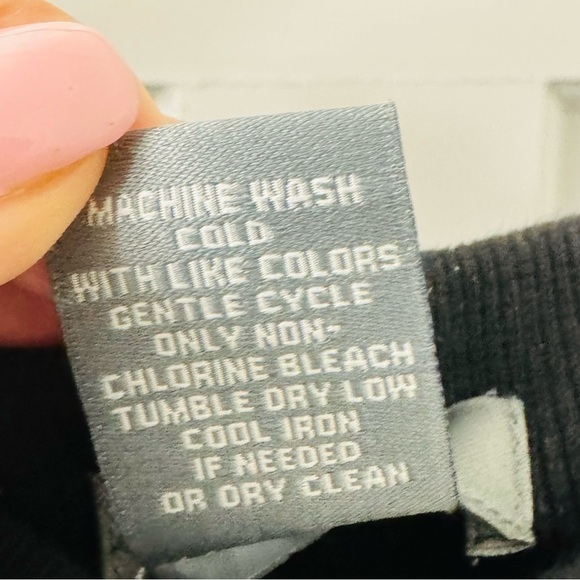 MACHINE WASH
COLD
WITH LIKE COLORS
GENTLE CYCLE
ONLY NON-
CHLORINE BLEACH
TUMBLE DRY LOW
COOL IRON
IF NEEDED
OR DRY CLEAN